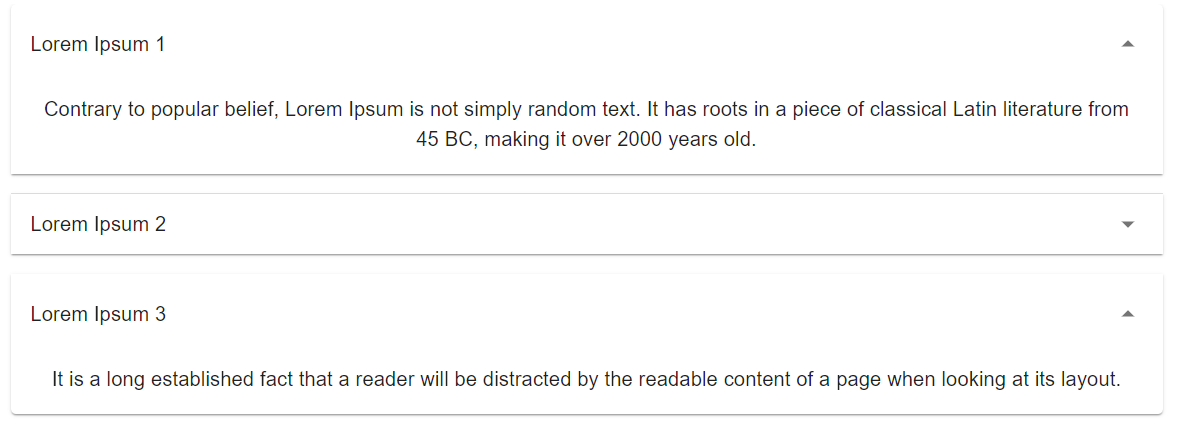 Lorem Ipsum 1
Contrary to popular belief, Lorem Ipsum is not simply random text. It has roots in a piece of classical Latin literature from
45 BC, making it over 2000 years old.
Lorem Ipsum 2
Lorem Ipsum 3
It is a long established fact that a reader will be distracted by the readable content of a page when looking at its layout.